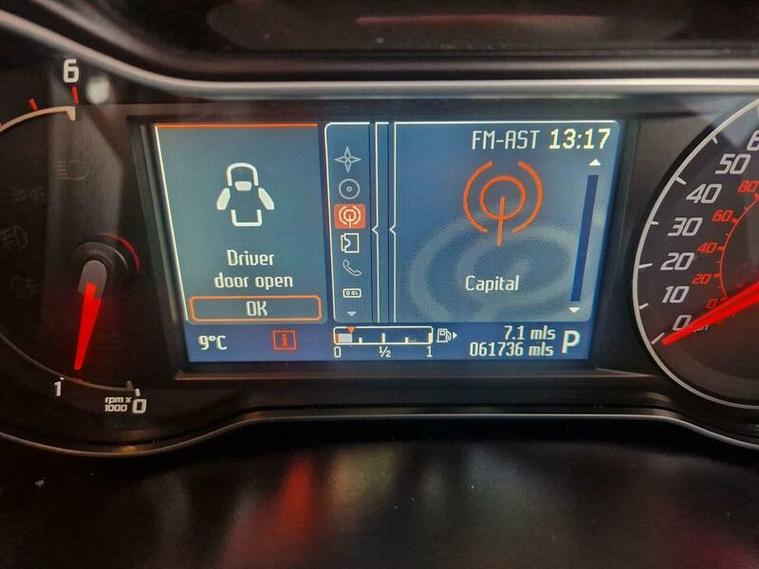 6
FM-AST 13:17
Driver
door open
OK
Capital
9°C
i
0 ½ 1
7.1 mls
061736 mls
P
1
rpm x
1000
0
50
40
30
20
10
0
80
60
40
20
0